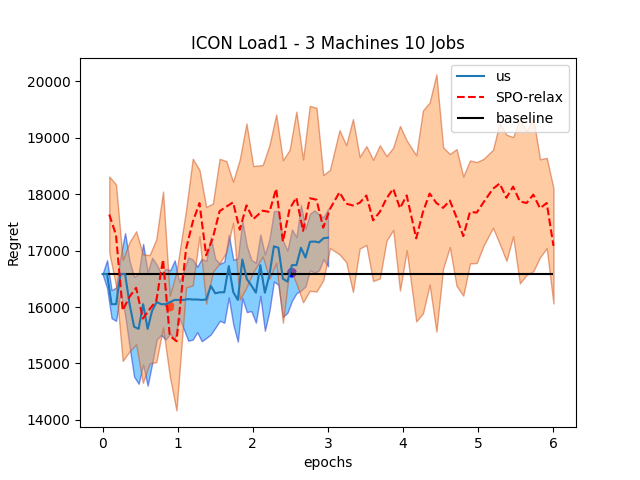 ICON Load1 - 3 Machines 10 Jobs
us
SPO-relax
baseline
Regret
20000
19000
18000
17000
16000
15000
14000
0 1 2 3 4 5 6
epochs